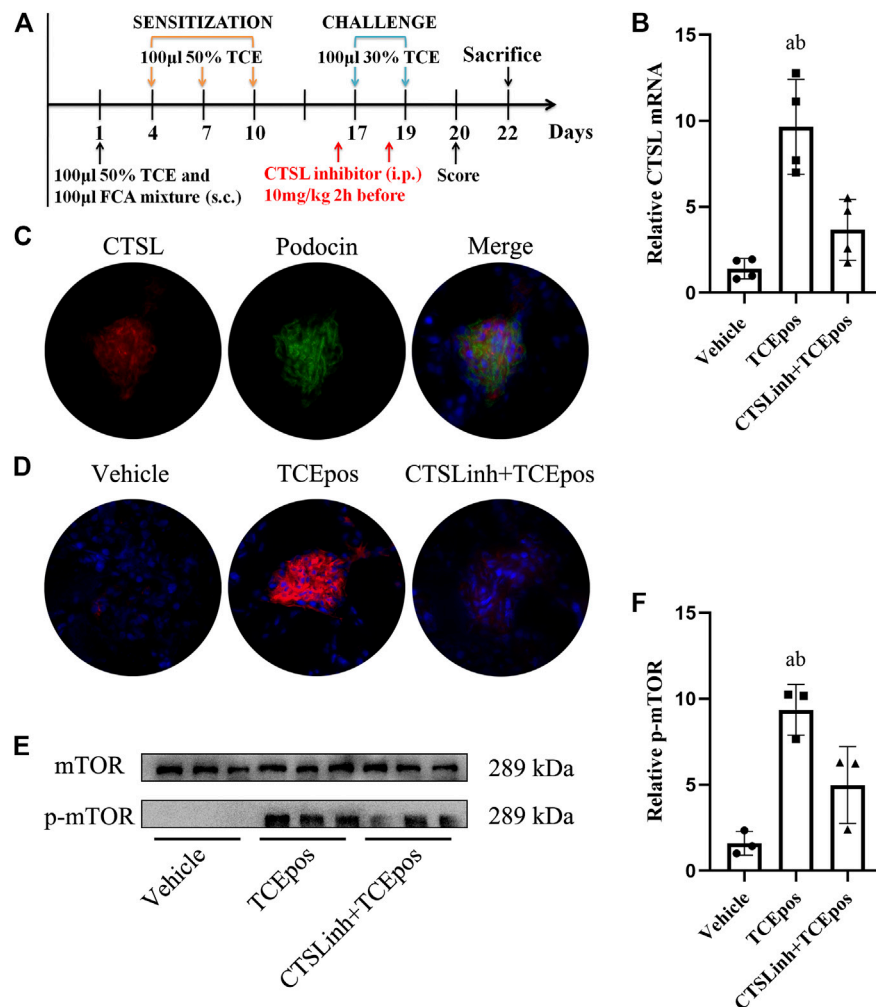 A
SENSITIZATION
CHALLENGE
100μl 50% TCE
100μl 30% TCE
Sacrifice
1
4
7
10
17
19
20
22
Days
100μl 50% TCE and
100μl FCA mixture (s.c.)
CTSL inhibitor (i.p.)
10mg/kg 2h before
Score
B
Relative CTSL mRNA
15
10
5
0
ab
Vehicle
TCEpos
CTSLinh+TCEpos
C
CTSL
Podocin
Merge
D
Vehicle
TCEpos
CTSLinh+TCEpos
E
mTOR
289 kDa
p-mTOR
289 kDa
Vehicle
TCEpos
CTSLinh+TCEpos
F
Relative p-mTOR
15
10
5
0
ab
Vehicle
TCEpos
CTSLinh+TCEpos